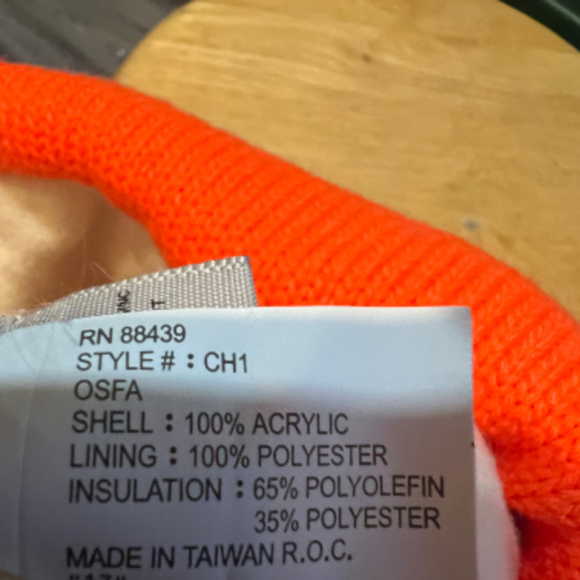 RN 88439
STYLE # : CH1
OSFA
SHELL : 100% ACRYLIC
LINING : 100% POLYESTER
INSULATION : 65% POLYOLEFIN
35% POLYESTER
MADE IN TAIWAN R.O.C.